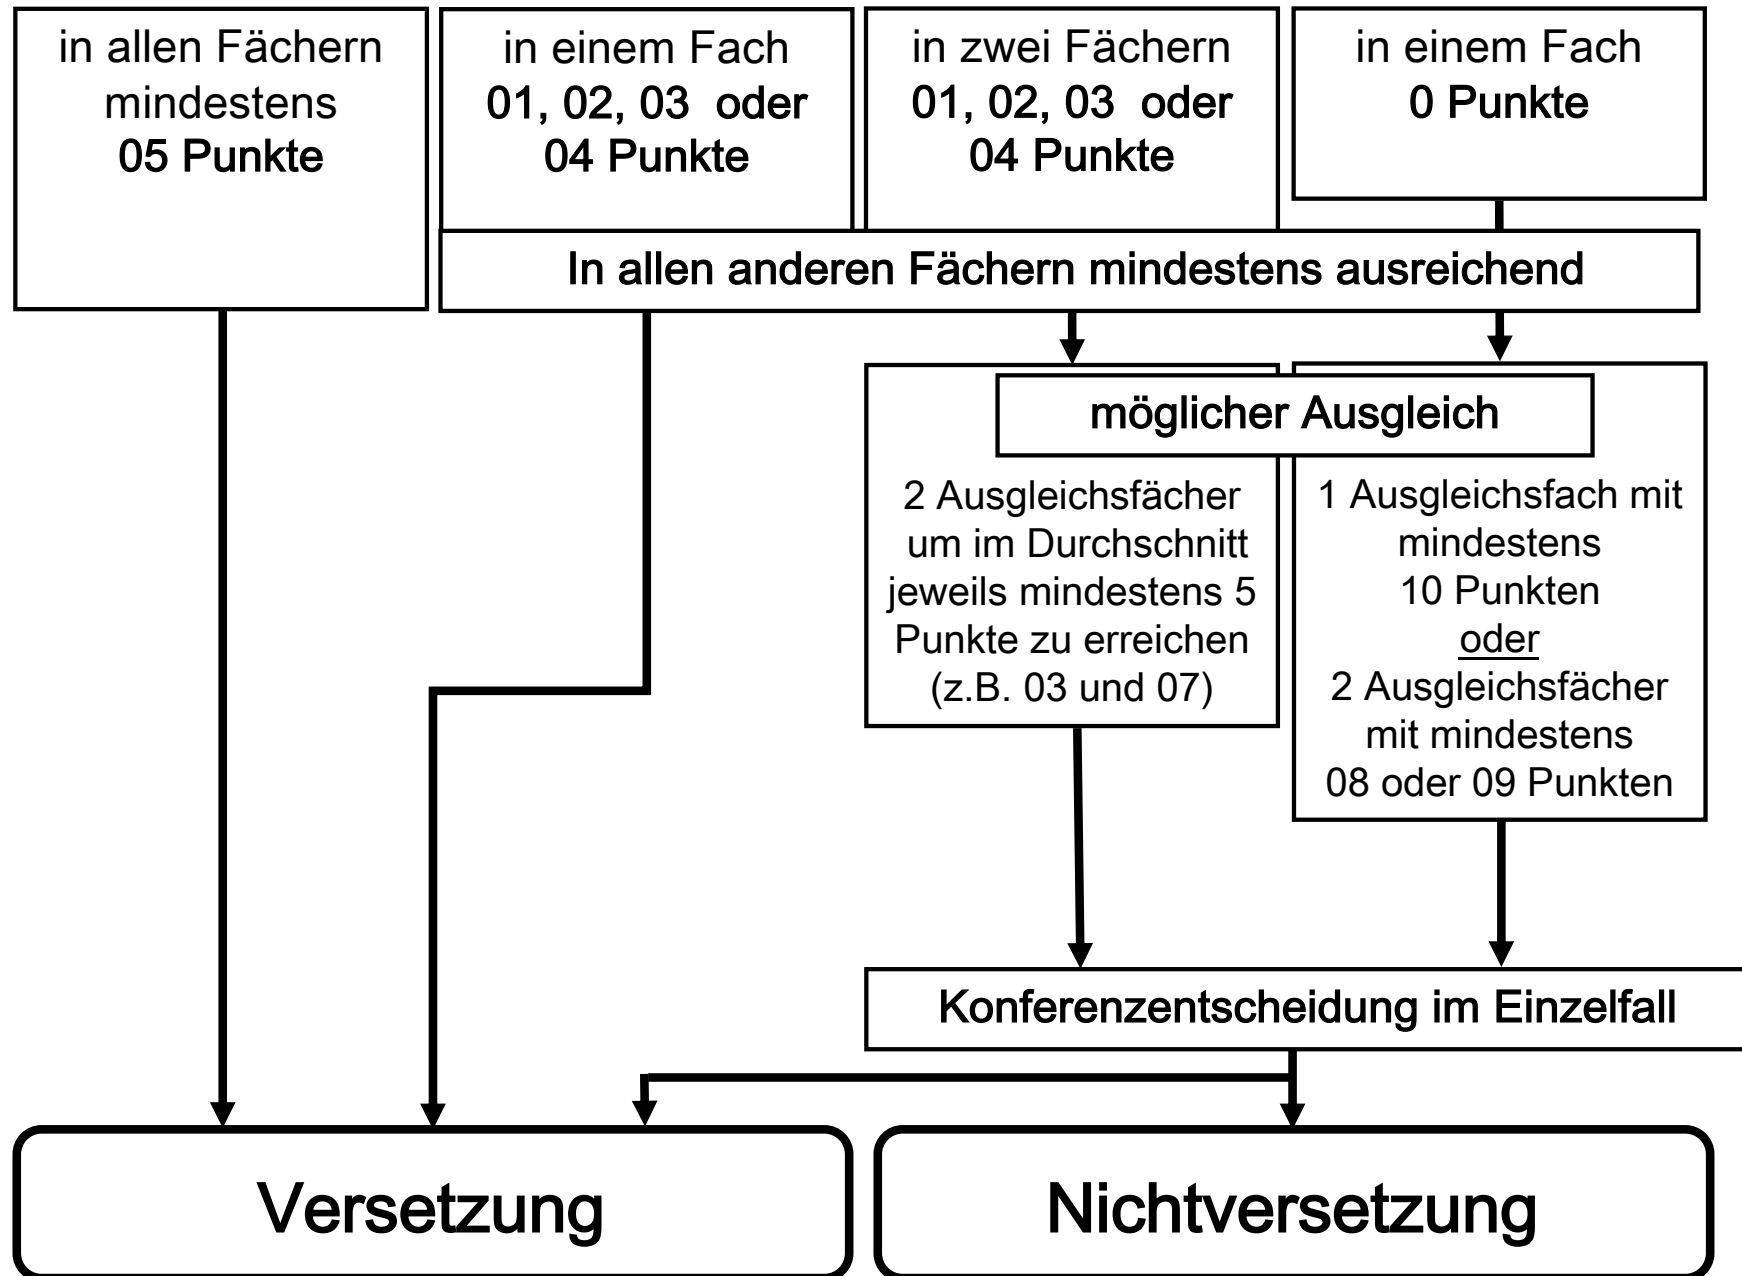 in allen Fächern
mindestens
05 Punkte
in einem Fach
01, 02, 03 oder
04 Punkte
in zwei Fächern
01, 02, 03 oder
04 Punkte
in einem Fach
0 Punkte
In allen anderen Fächern mindestens ausreichend
möglicher Ausgleich
2 Ausgleichsfächer
um im Durchschnitt
jeweils mindestens 5
Punkte zu erreichen
(z.B. 03 und 07)
1 Ausgleichsfach mit
mindestens
10 Punkten
oder
2 Ausgleichsfächer
mit mindestens
08 oder 09 Punkten
Konferenzentscheidung im Einzelfall
Versetzung
Nichtversetzung